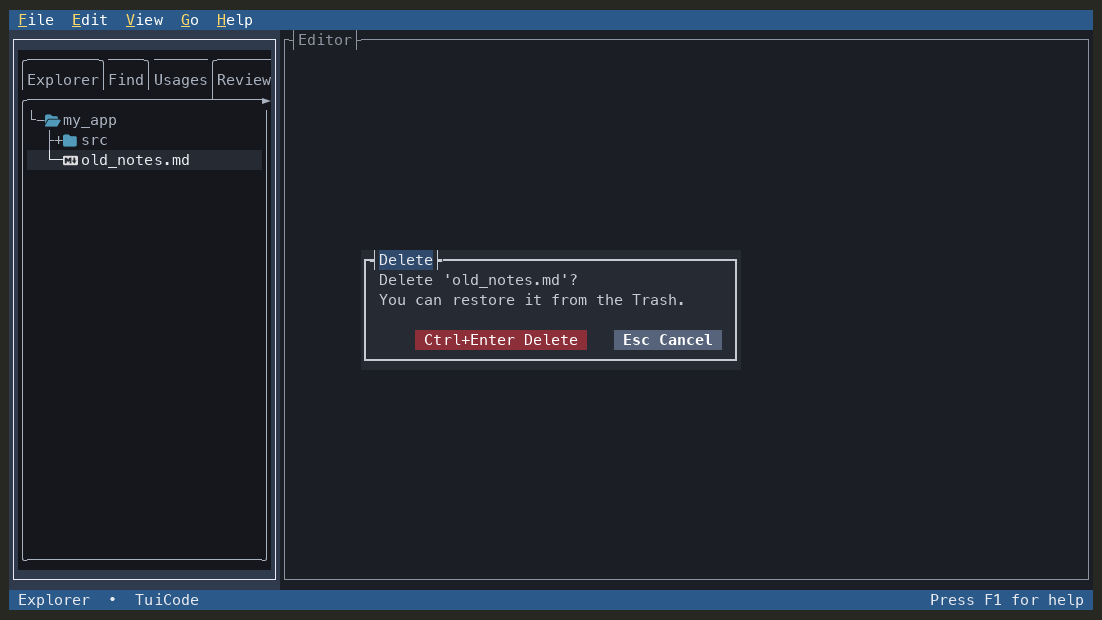 File Edit View Go Help
Editor
Explorer Find Usages Review
my_app
src
old_notes.md
Delete
Delete 'old_notes.md'?
You can restore it from the Trash.
Ctrl+Enter Delete Esc Cancel
Explorer • TuiCode Press F1 for help